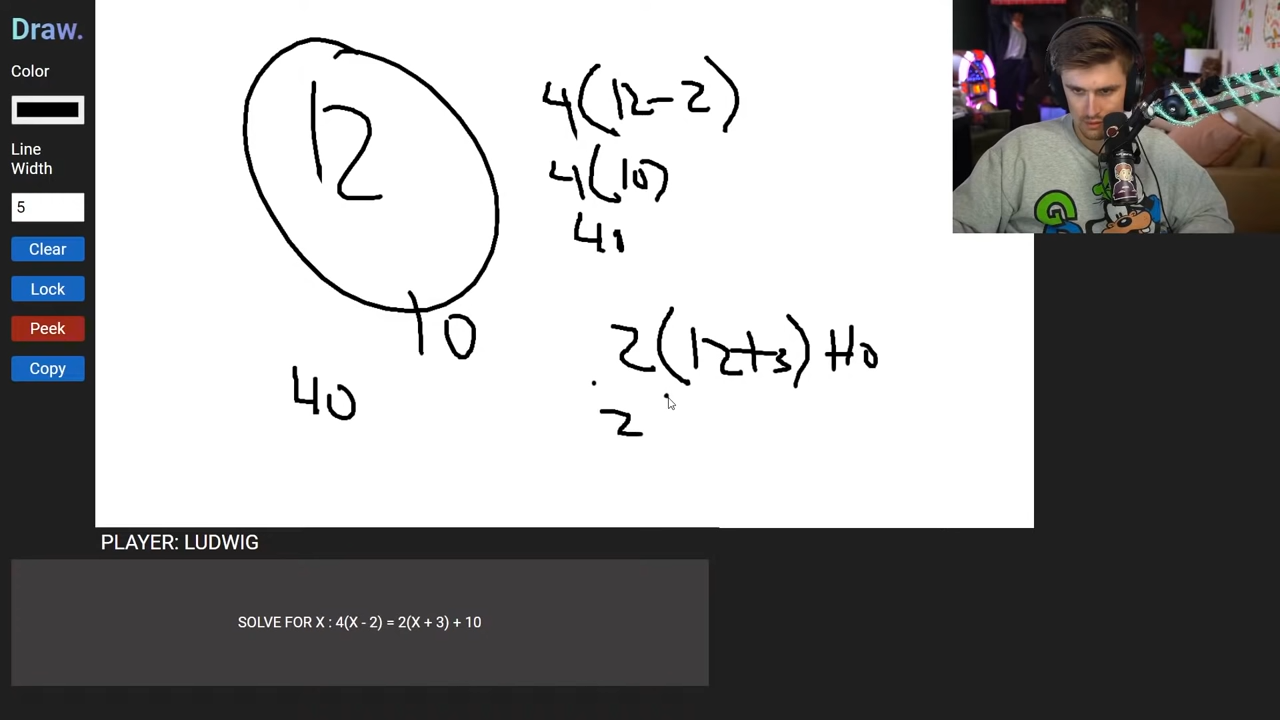 Draw.
Color
Line
Width
5
Clear
Lock
Peek
Copy
12
10
40
4(12-2)
4(10)
40
2(12+3)+10
2
PLAYER: LUDWIG
SOLVE FOR X : 4(X - 2) = 2(X + 3) + 10